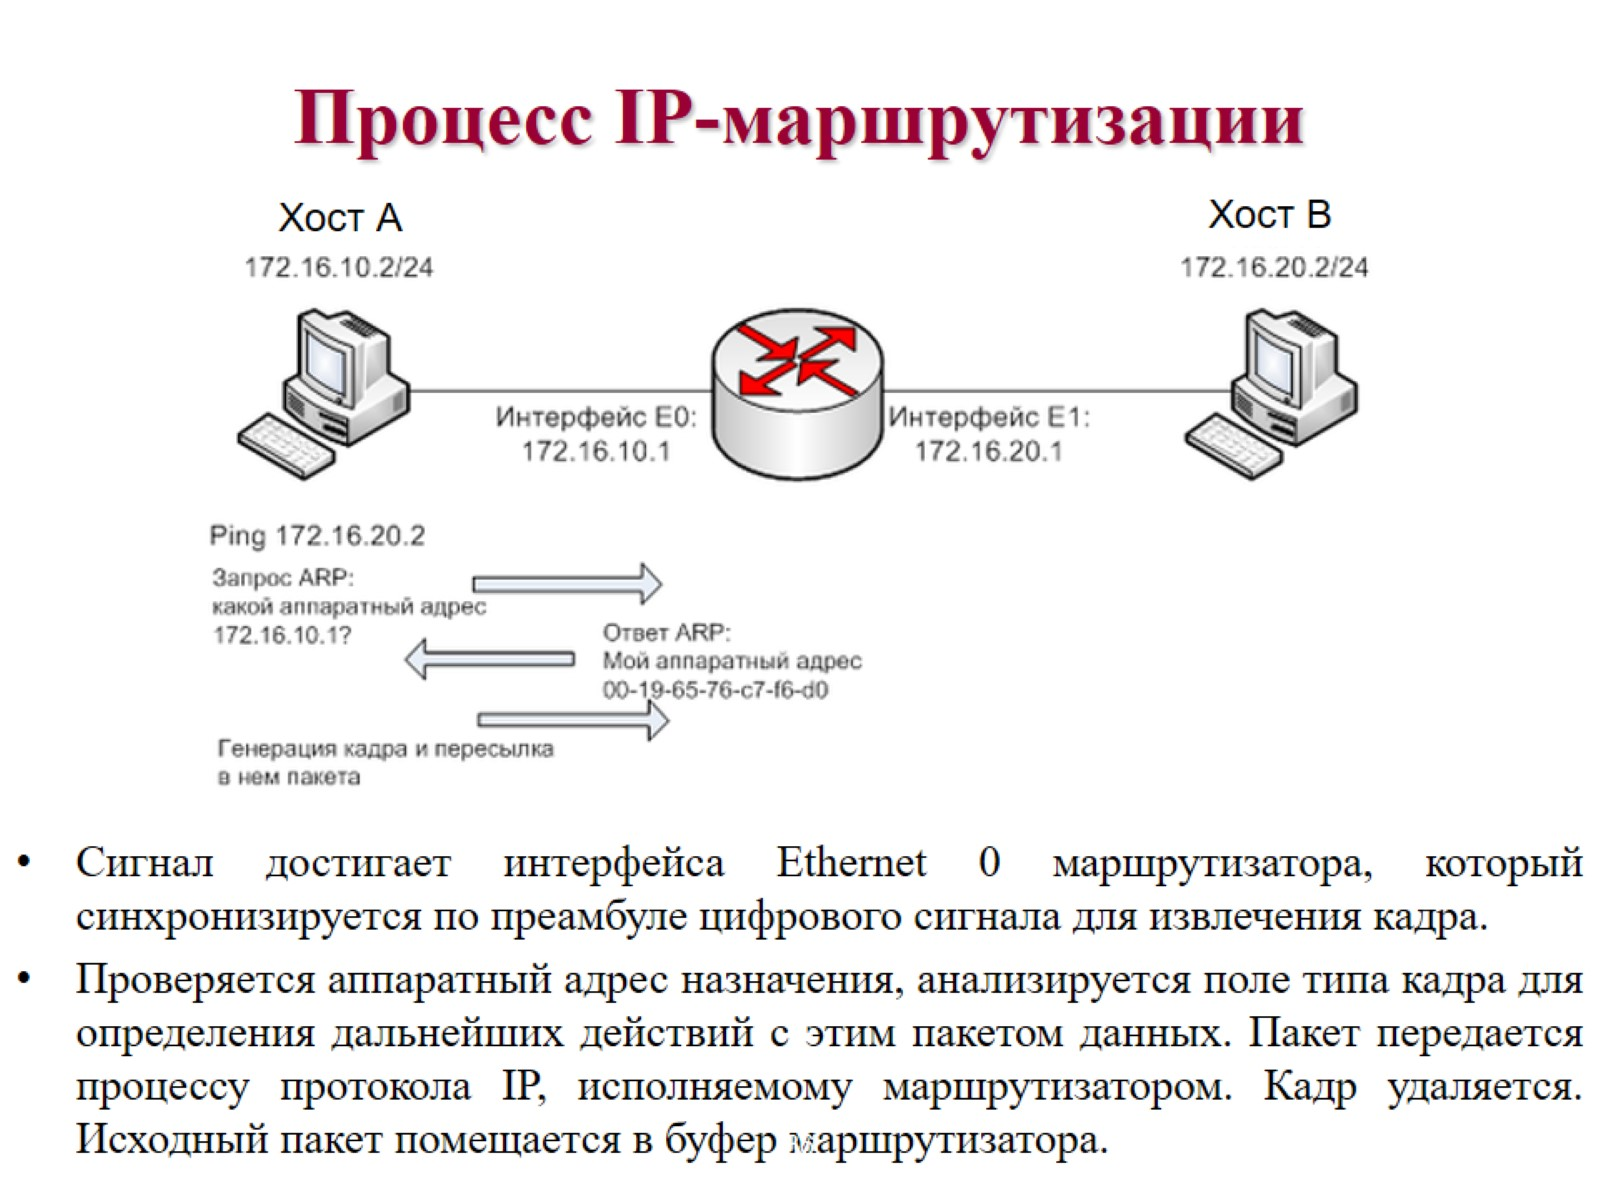 Процесс IP-маршрутизации
Хост A
172.16.10.2/24
Хост B
172.16.20.2/24
Интерфейс E0:
172.16.10.1
Интерфейс E1:
172.16.20.1
Ping 172.16.20.2
Запрос ARP:
какой аппаратный адрес
172.16.10.1?
Ответ ARP:
Мой аппаратный адрес
00-19-65-76-c7-f6-d0
Генерация кадра и пересылка
в нем пакета
• Сигнал достигает интерфейса Ethernet 0 маршрутизатора, который
синхронизируется по преамбуле цифрового сигнала для извлечения кадра.
• Проверяется аппаратный адрес назначения, анализируется поле типа кадра для
определения дальнейших действий с этим пакетом данных. Пакет передается
процессу протокола IP, исполняемому маршрутизатором. Кадр удаляется.
Исходный пакет помещается в буфер маршрутизатора.